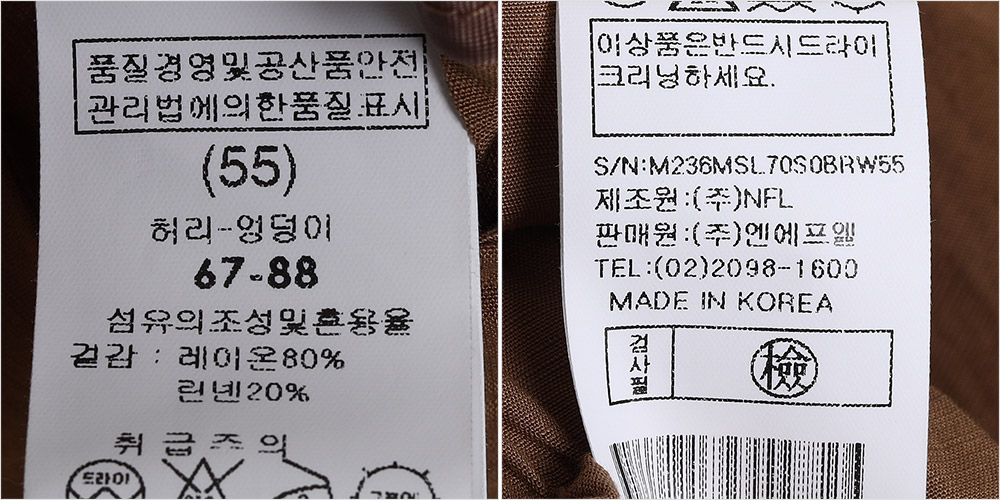 품질경영및공산품안전
관리법에의한품질표시
(55)
허리-엉덩이
67-88
섬유의조성및혼용율
겉감 : 레이온80%
린넨20%
취급주의
드라이
이상품은반드시드라이
크리닝하세요.
S/N:M236MSL70S0BRW55
제조원:(주)NFL
판매원:(주)엔에프엘
TEL:(02)2098-1600
MADE IN KOREA
검사필
檢